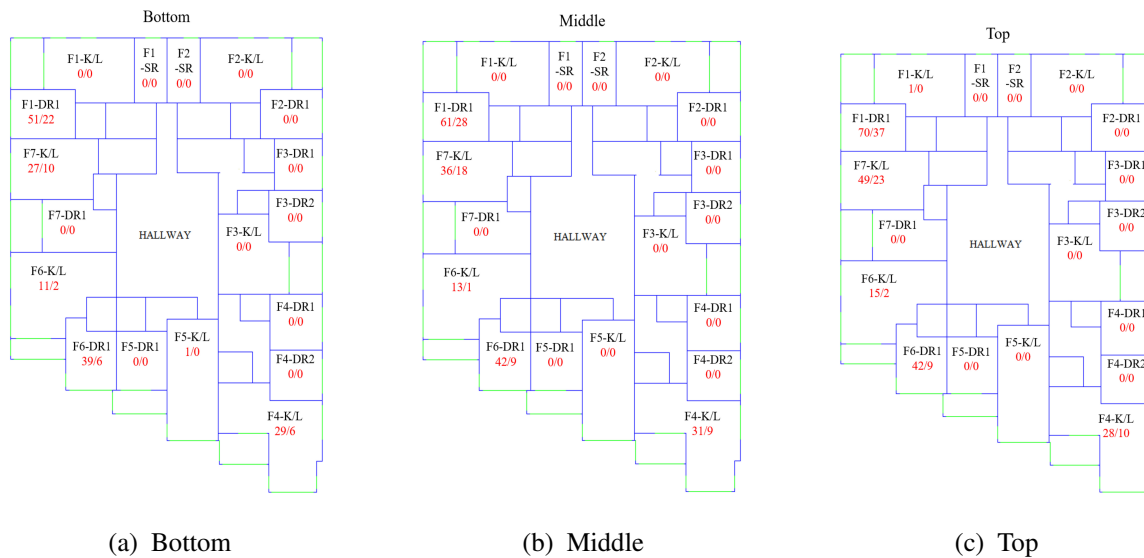 Bottom
F1-K/L
0/0
F1
-SR
0/0
F2
-SR
0/0
F2-K/L
0/0
F1-DR1
51/22
F2-DR1
0/0
F7-K/L
27/10
F3-DR1
0/0
F3-DR2
0/0
F7-DR1
0/0
HALLWAY
F3-K/L
0/0
F6-K/L
11/2
F4-DR1
0/0
F6-DR1
39/6
F5-DR1
0/0
F5-K/L
1/0
F4-DR2
0/0
F4-K/L
29/6
(a) Bottom
Middle
F1-K/L
0/0
F1
-SR
0/0
F2
-SR
0/0
F2-K/L
0/0
F1-DR1
61/28
F2-DR1
0/0
F7-K/L
36/18
F3-DR1
0/0
F3-DR2
0/0
F7-DR1
0/0
HALLWAY
F3-K/L
0/0
F6-K/L
13/1
F4-DR1
0/0
F6-DR1
42/9
F5-DR1
0/0
F5-K/L
0/0
F4-DR2
0/0
F4-K/L
31/9
(b) Middle
Top
F1-K/L
1/0
F1
-SR
0/0
F2
-SR
0/0
F2-K/L
0/0
F1-DR1
70/37
F2-DR1
0/0
F7-K/L
49/23
F3-DR1
0/0
F3-DR2
0/0
F7-DR1
0/0
HALLWAY
F3-K/L
0/0
F6-K/L
15/2
F4-DR1
0/0
F6-DR1
42/9
F5-DR1
0/0
F5-K/L
0/0
F4-DR2
0/0
F4-K/L
28/10
(c) Top